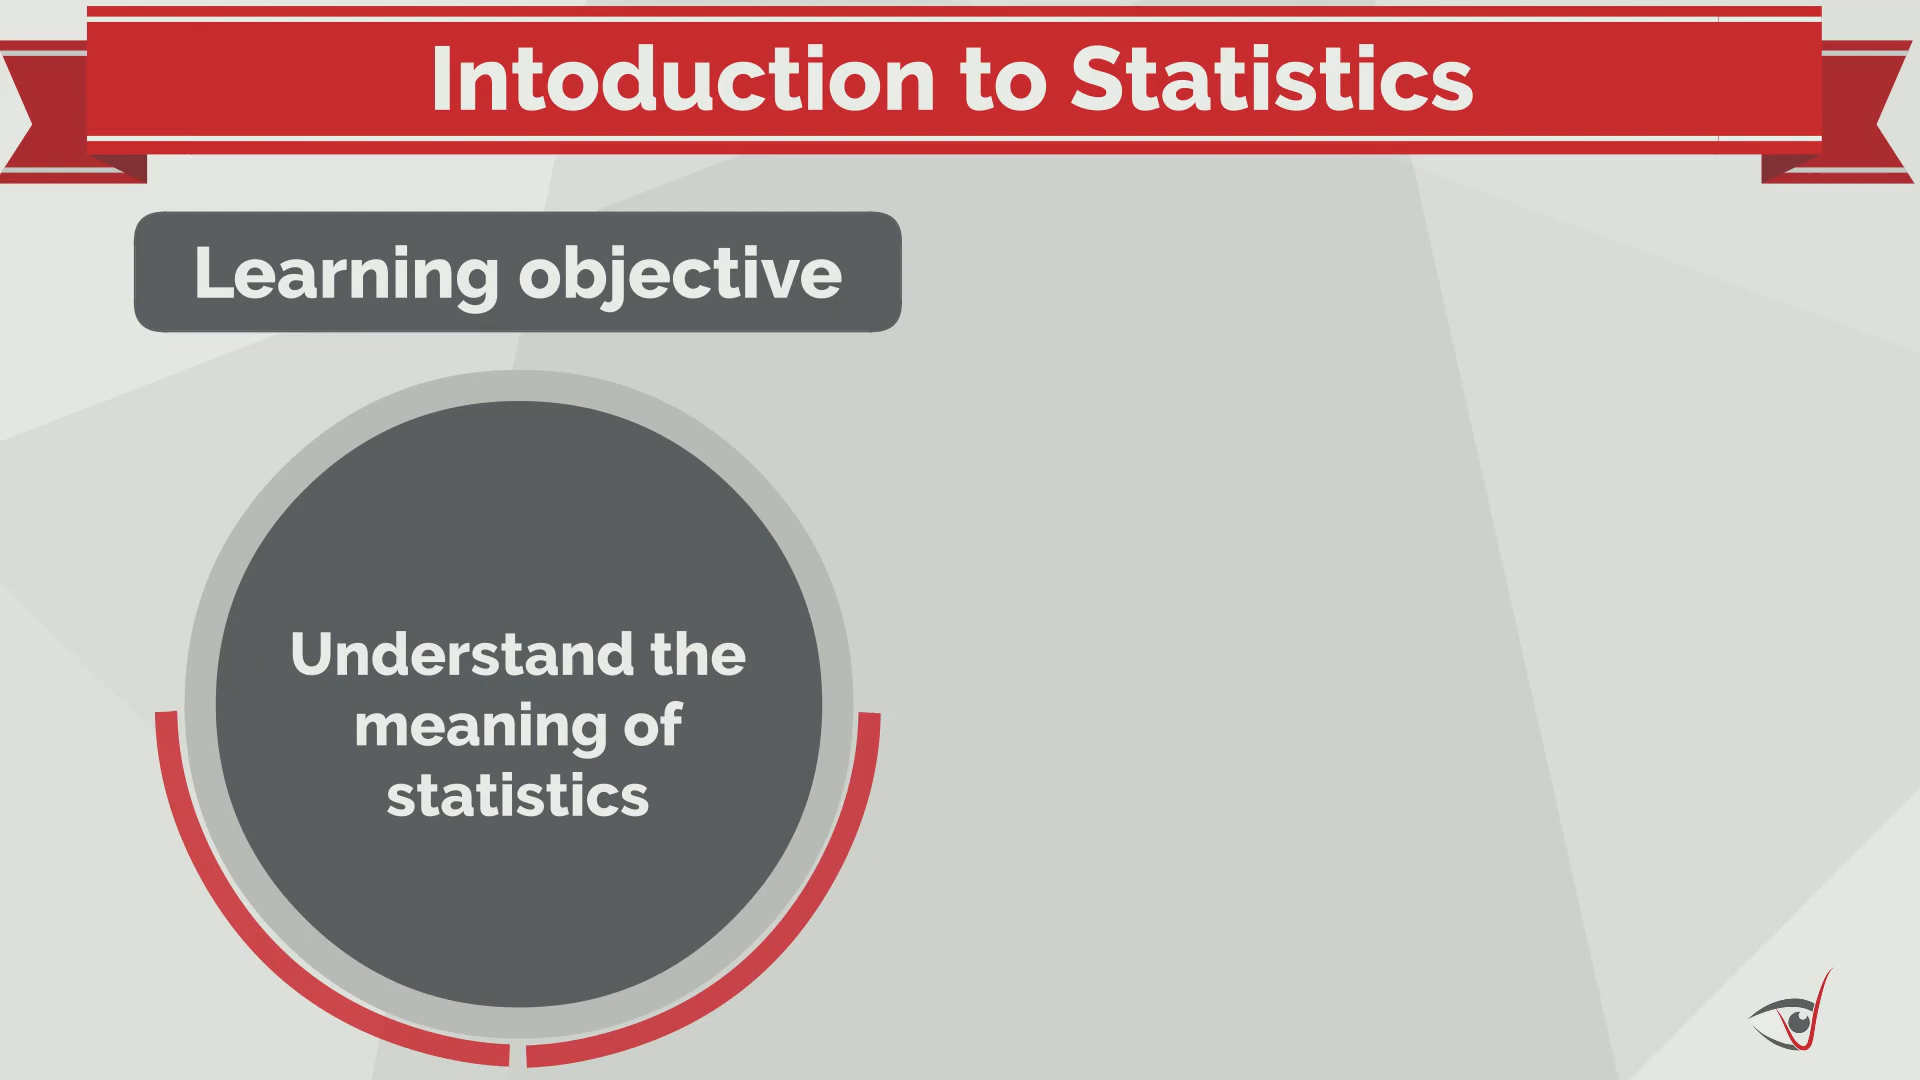 Intoduction to Statistics
Learning objective
Understand the
meaning of
statistics